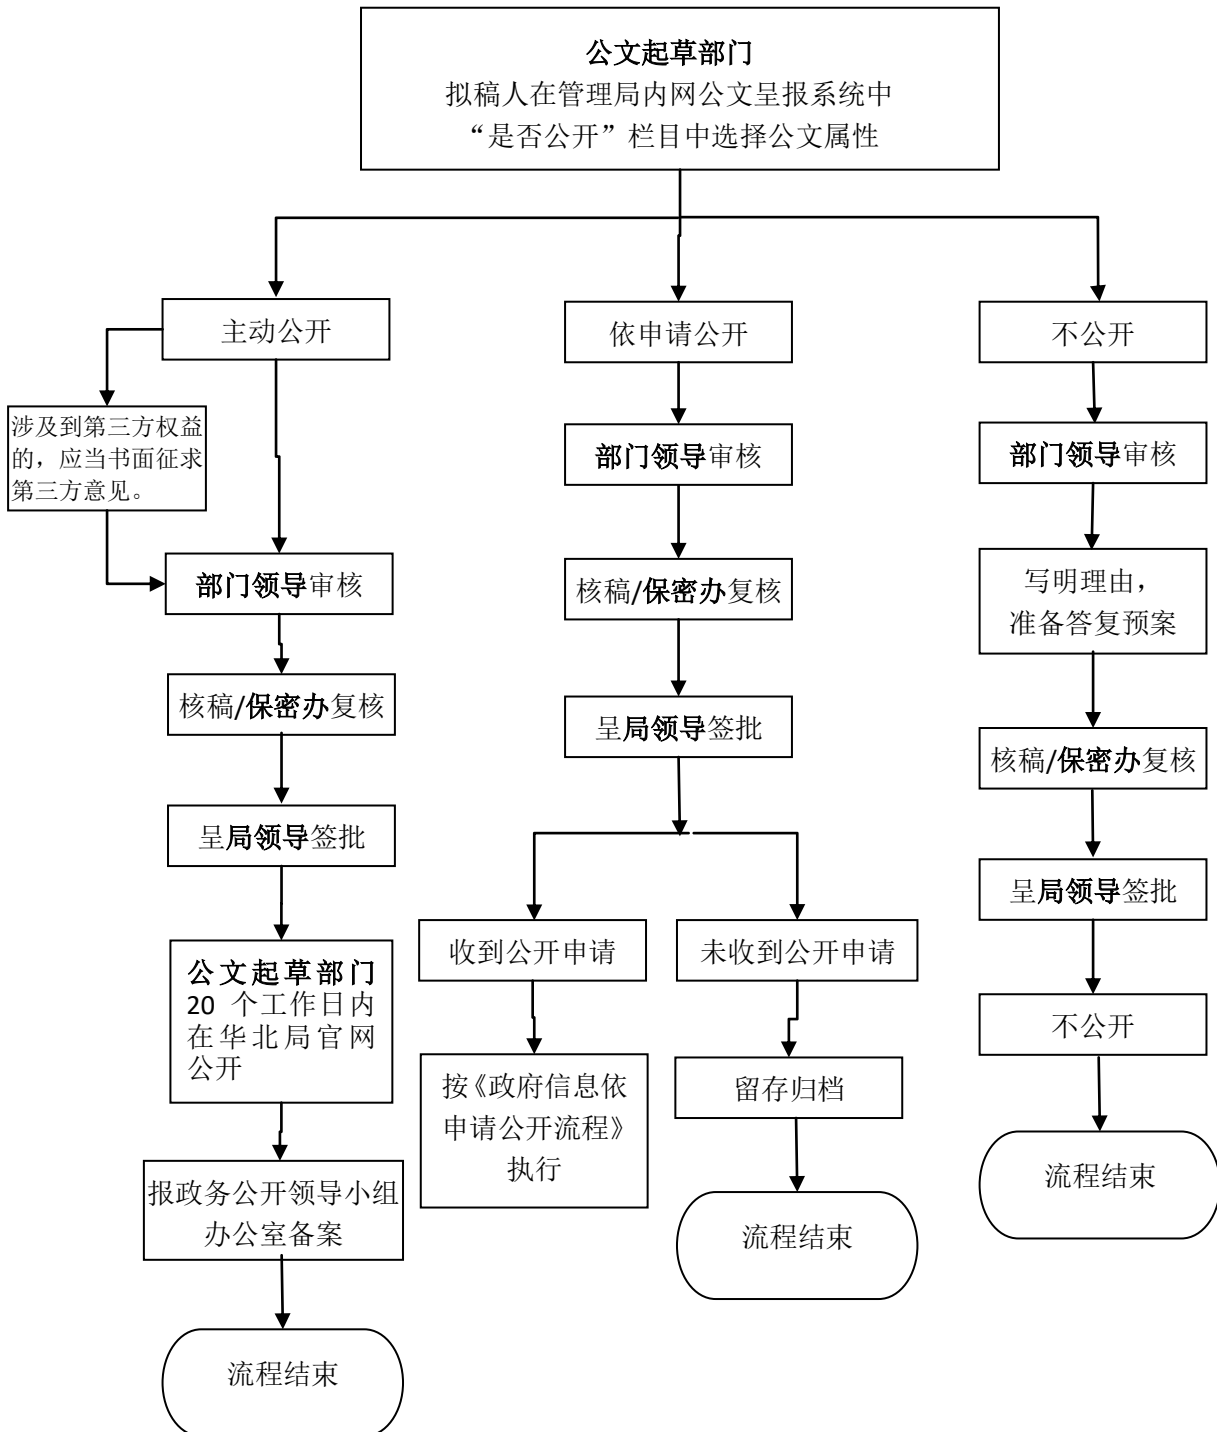 公文起草部门
拟稿人在管理局内网公文呈报系统中
“是否公开”栏目中选择公文属性
主动公开
涉及到第三方权益
的，应当书面征求
第三方意见。
部门领导审核
核稿/保密办复核
呈局领导签批
公文起草部门
20 个工作日内
在华北局官网
公开
报政务公开领导小组
办公室备案
流程结束
依申请公开
部门领导审核
核稿/保密办复核
呈局领导签批
收到公开申请
按《政府信息依
申请公开流程》
执行
未收到公开申请
留存归档
流程结束
不公开
部门领导审核
写明理由，
准备答复预案
核稿/保密办复核
呈局领导签批
不公开
流程结束